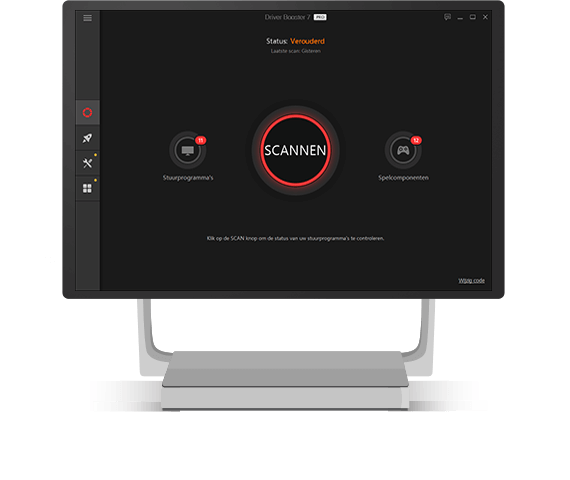 Driver Booster 7 PRO
Status: Verouderd
Laatste scan: Gisteren
SCANNEN
11
12
Stuurprogramma's
Spelcomponenten
Klik op de SCAN knop om de status van uw stuurprogramma's te controleren.
Wijzig code